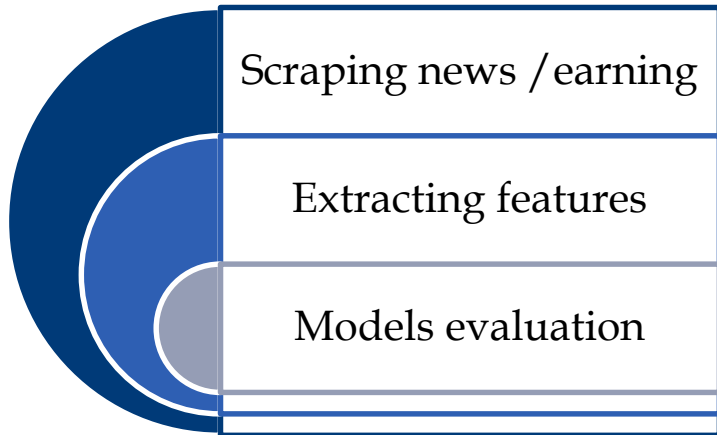 Scraping news /earning
Extracting features
Models evaluation